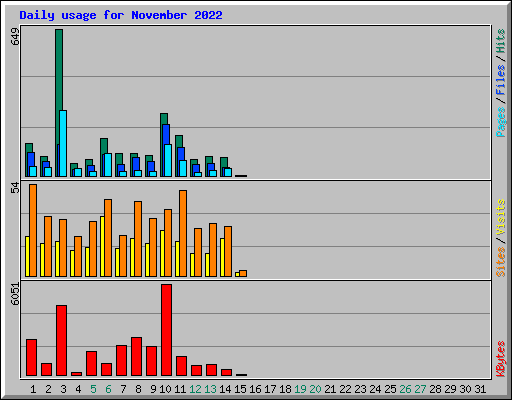 Daily usage for November 2022
649
Pages / Files / Hits
54
Sites / Visits
6051
KBytes
1 2 3 4 5 6 7 8 9 10 11 12 13 14 15 16 17 18 19 20 21 22 23 24 25 26 27 28 29 30 31